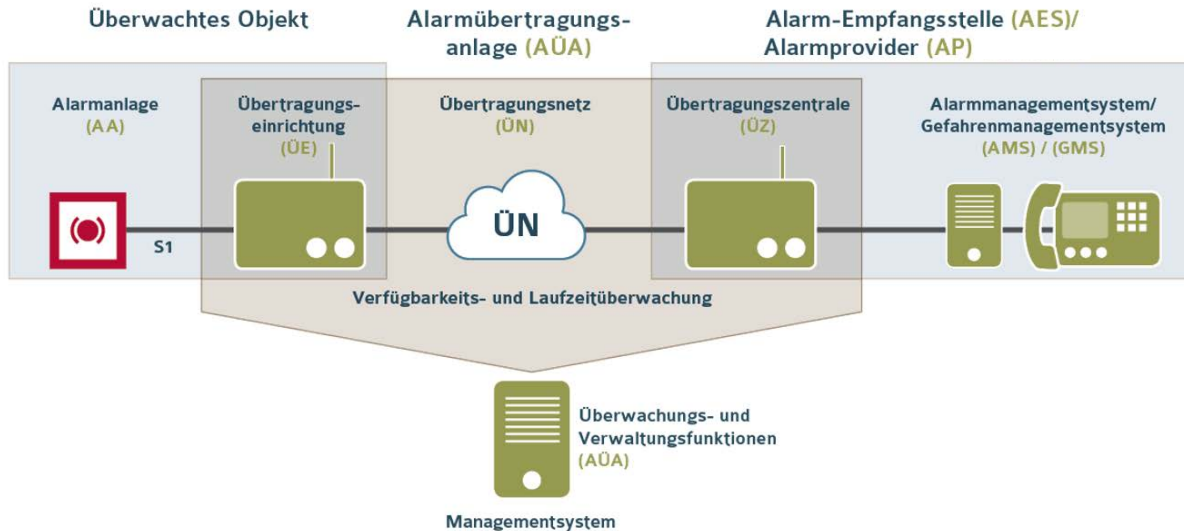 Überwachtes Objekt
Alarmübertragungs-
anlage (AÜA)
Alarm-Empfangsstelle (AES)/
Alarmprovider (AP)
Alarmanlage
(AA)
Übertragungs-
einrichtung
(ÜE)
Übertragungsnetz
(ÜN)
Übertragungszentrale
(ÜZ)
Alarmmanagementsystem/
Gefahrenmanagementsystem
(AMS) / (GMS)
S1
ÜN
Verfügbarkeits- und Laufzeitüberwachung
Überwachungs- und
Verwaltungsfunktionen
(AÜA)
Managementsystem